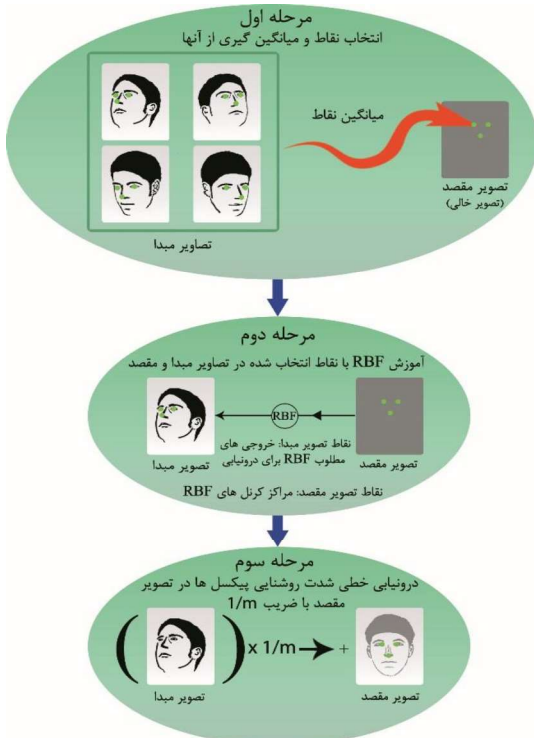 مرحله اول
انتخاب نقاط و میانگین گیری از آنها
میانگین نقاط
تصویر مقصد
(تصویر خالی)
تصاویر مبدا
مرحله دوم
آموزش RBF با نقاط انتخاب شده در تصاویر مبدا و مقصد
RBF
نقاط تصویر مبدا: خروجی های
مطلوب RBF برای درونیابی
تصویر مقصد
تصویر مبدا
نقاط تصویر مقصد: مراکز کرنل های RBF
مرحله سوم
درونیابی خطی شدت روشنایی پیکسل ها در تصویر
مقصد با ضریب 1/m
( ) x 1/m +
تصویر مبدا
تصویر مقصد